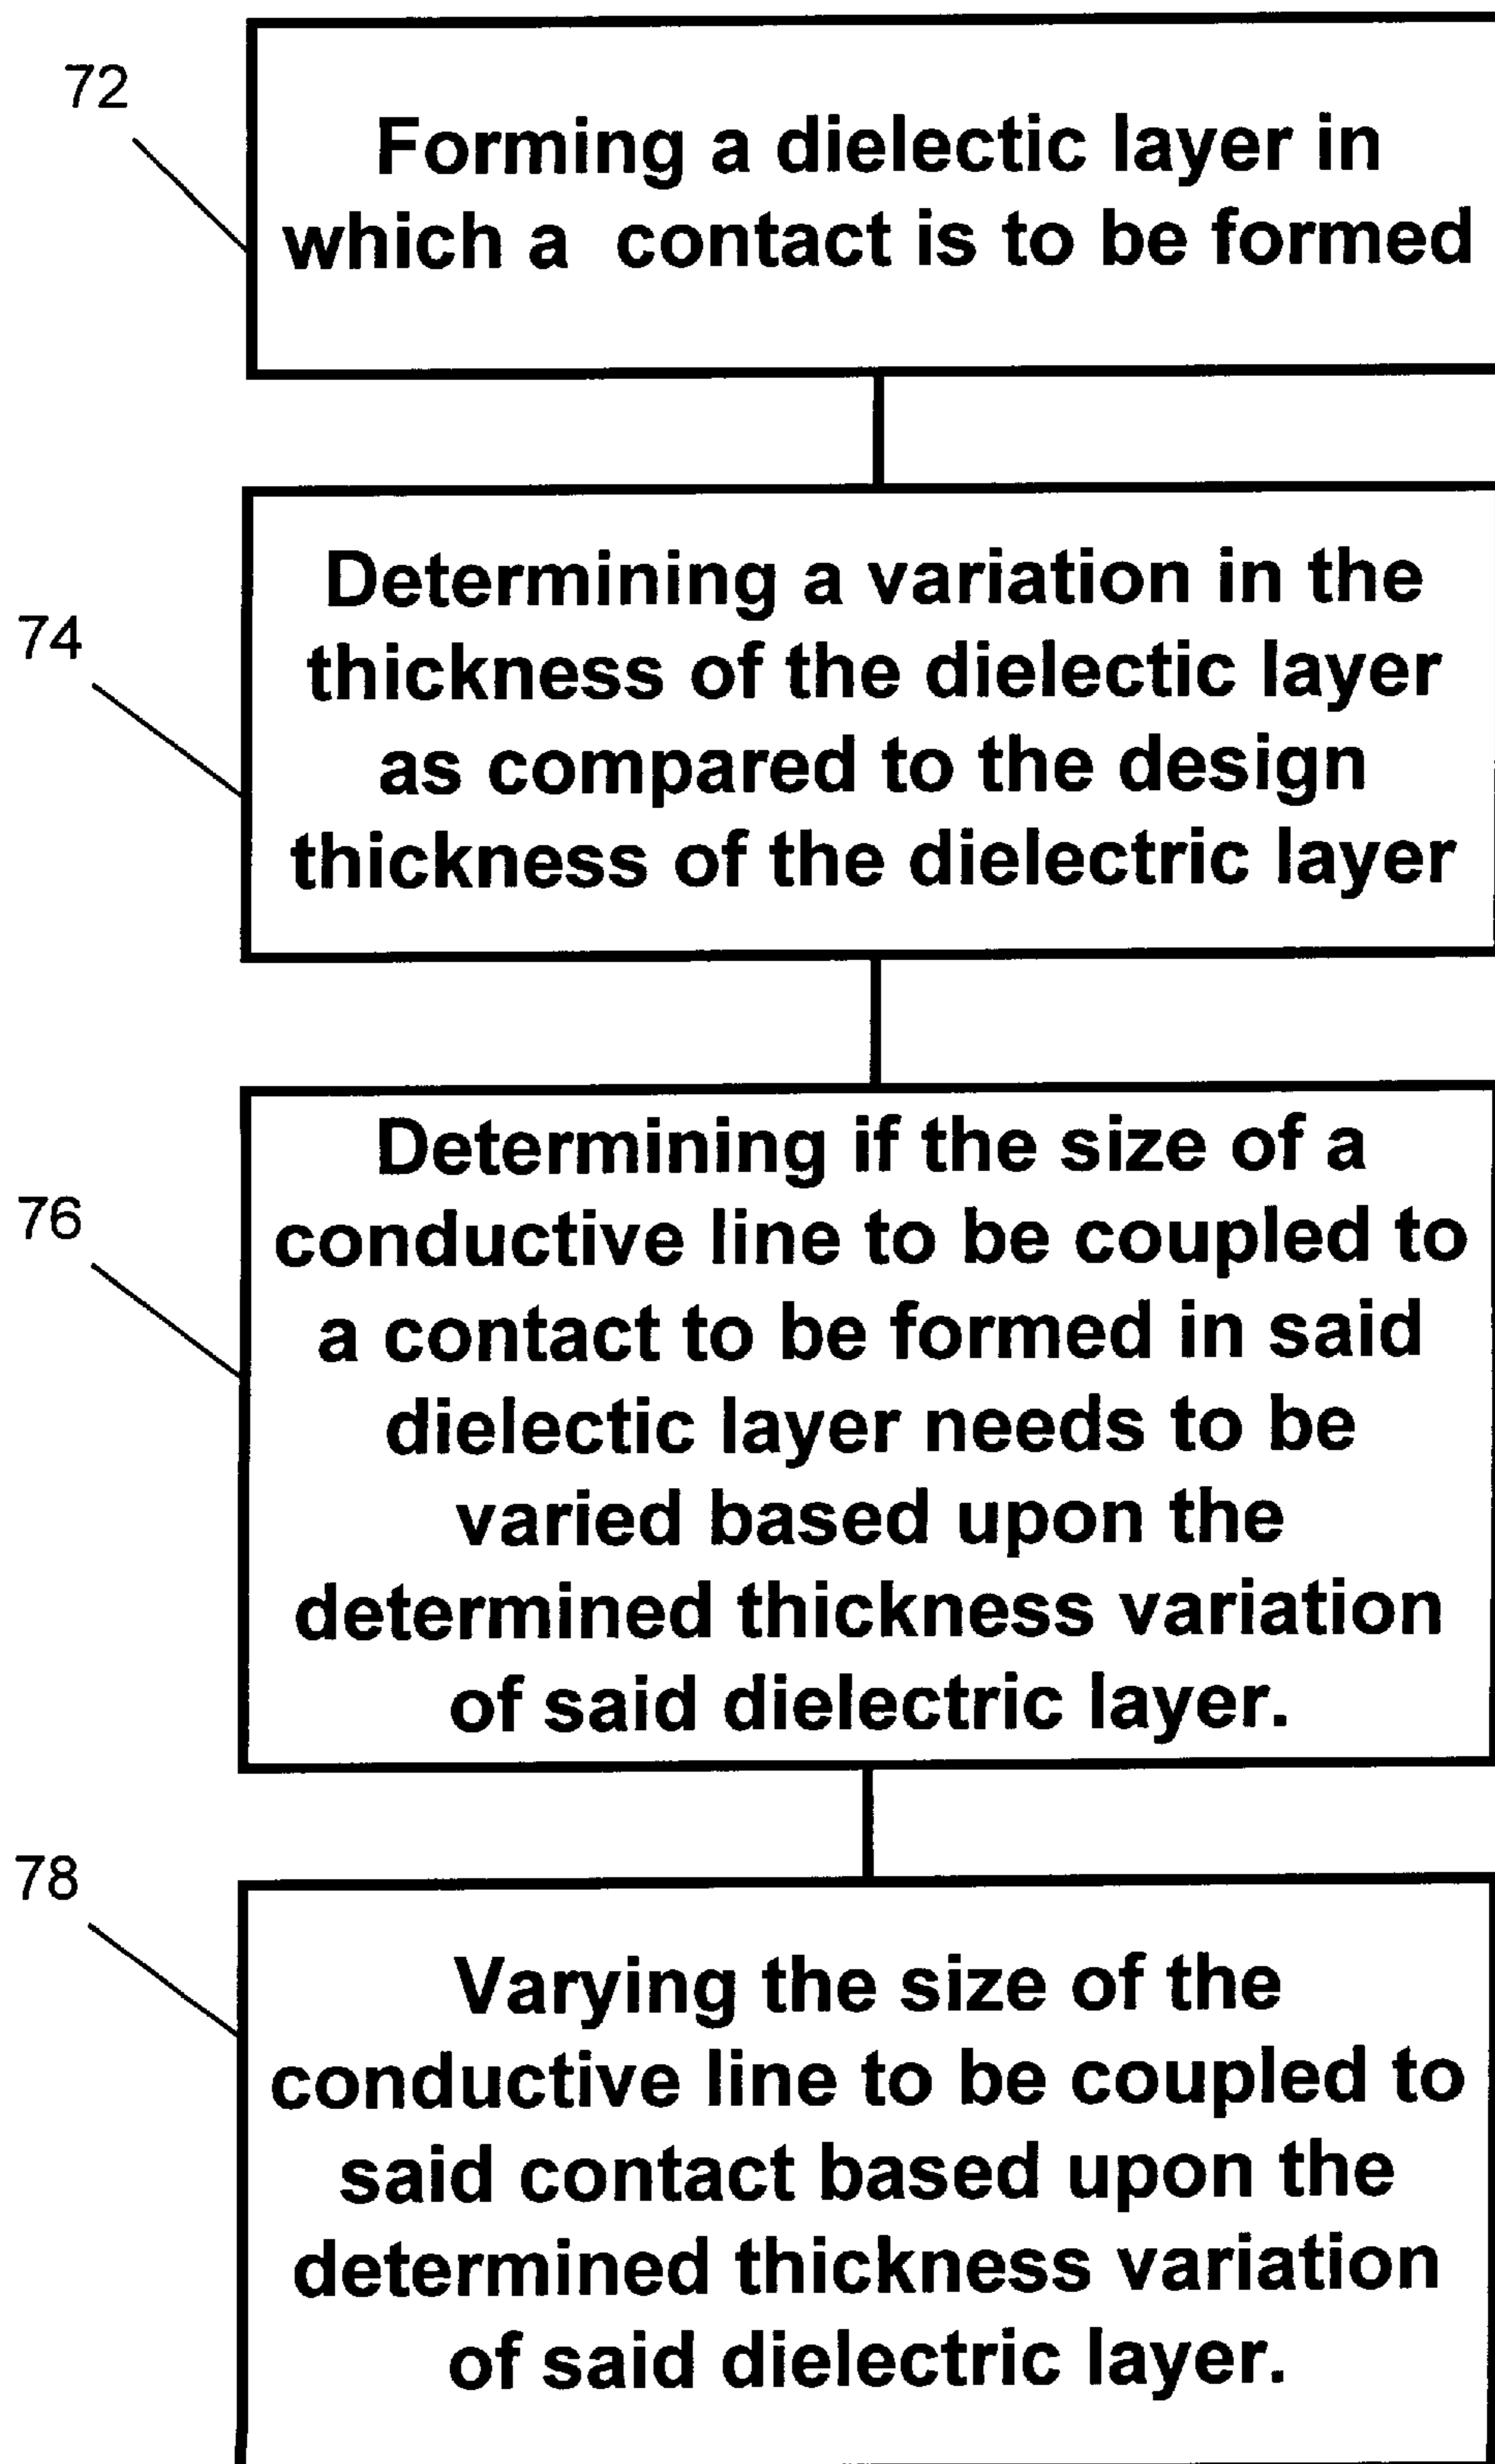 72
Forming a dielectic layer in
which a contact is to be formed
74
Determining a variation in the
thickness of the dielectic layer
as compared to the design
thickness of the dielectric layer
76
Determining if the size of a
conductive line to be coupled to
a contact to be formed in said
dielectic layer needs to be
varied based upon the
determined thickness variation
of said dielectric layer.
78
Varying the size of the
conductive line to be coupled to
said contact based upon the
determined thickness variation
of said dielectric layer.